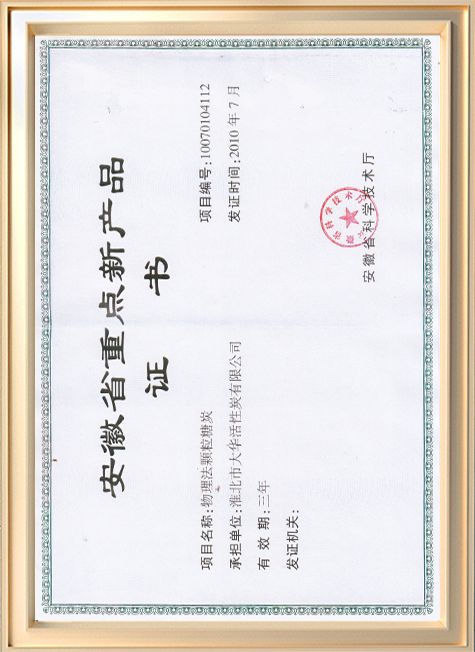 安徽省重点新产品
证书
项目名称:物理法颗粒糖炭
项目编号:10070104112
承担单位:淮北市大华活性炭有限公司
发证时间:2010年7月
有效期:三年
发证机关:
安徽省科学技术厅